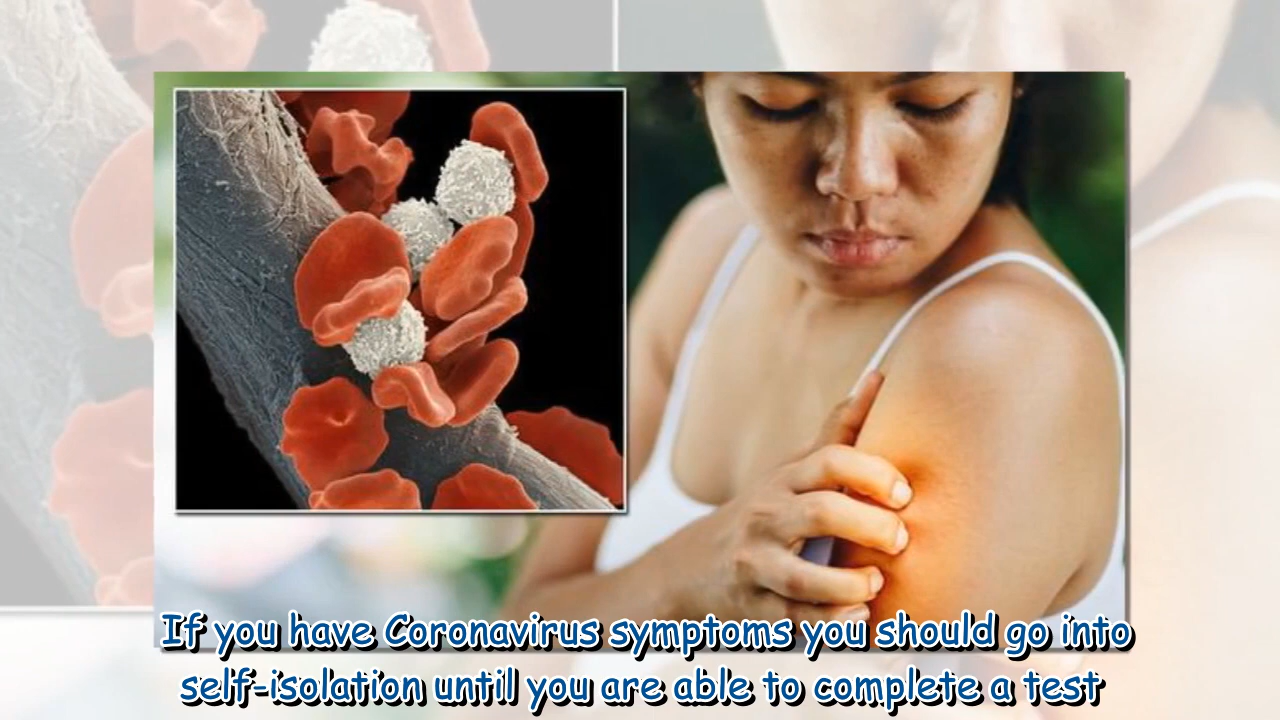 If you have Coronavirus symptoms you should go into
self-isolation until you are able to complete a test